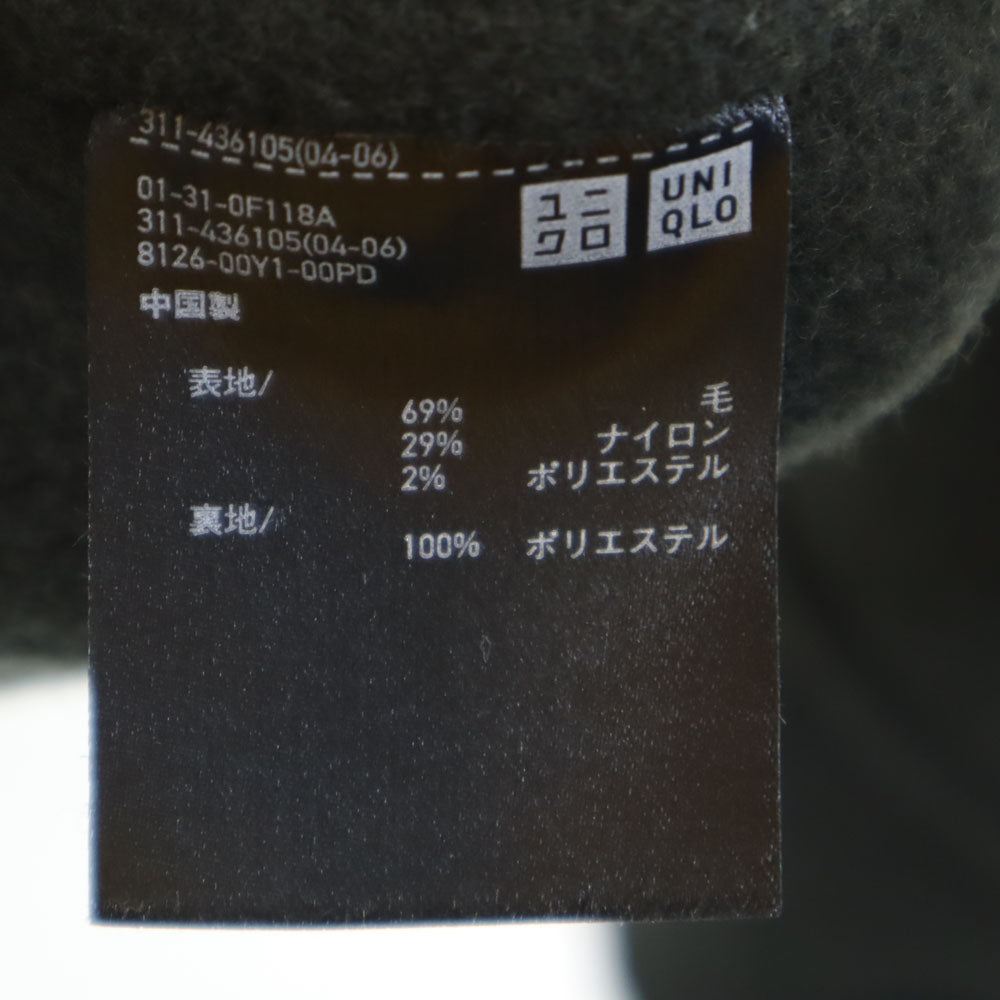 311-436105(04-06)
01-31-0F118A
311-436105(04-06)
8126-00Y1-00PD
中国製
ユニ
クロ
UNI
QLO
表地/
69% 毛
29% ナイロン
2% ポリエステル
裏地/
100% ポリエステル